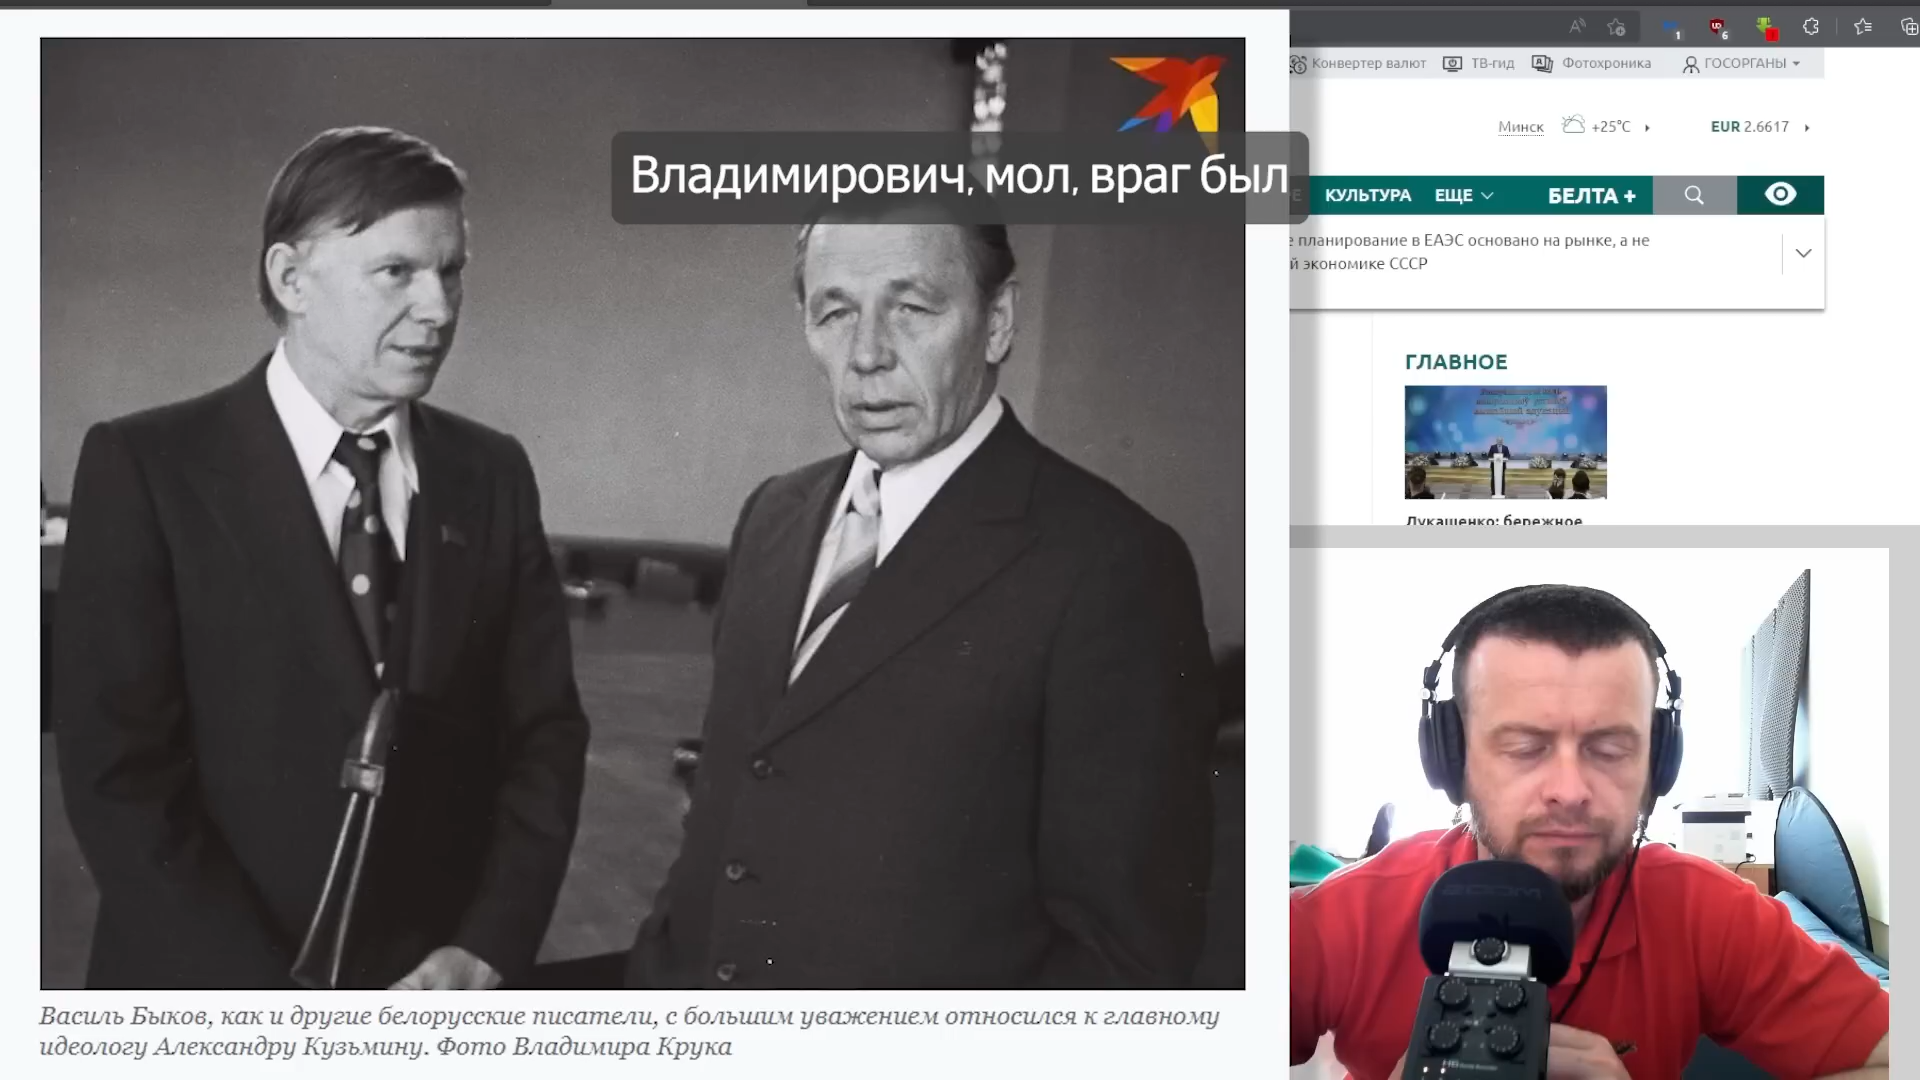 Конвертер валют
ТВ-гид
Фотохроника
ГОСОРГАНЫ
Минск
+25°C
EUR 2.6617
Владимирович, мол, враг был
КУЛЬТУРА
ЕЩЕ
БЕЛТА +
планирование в ЕАЭС основано на рынке, а не
экономике СССР
ГЛАВНОЕ
Лукашенко: бережное
ZOOM
H6
Василь Быков, как и другие белорусские писатели, с большим уважением относился к главному
идеологу Александру Кузьмину. Фото Владимира Крука